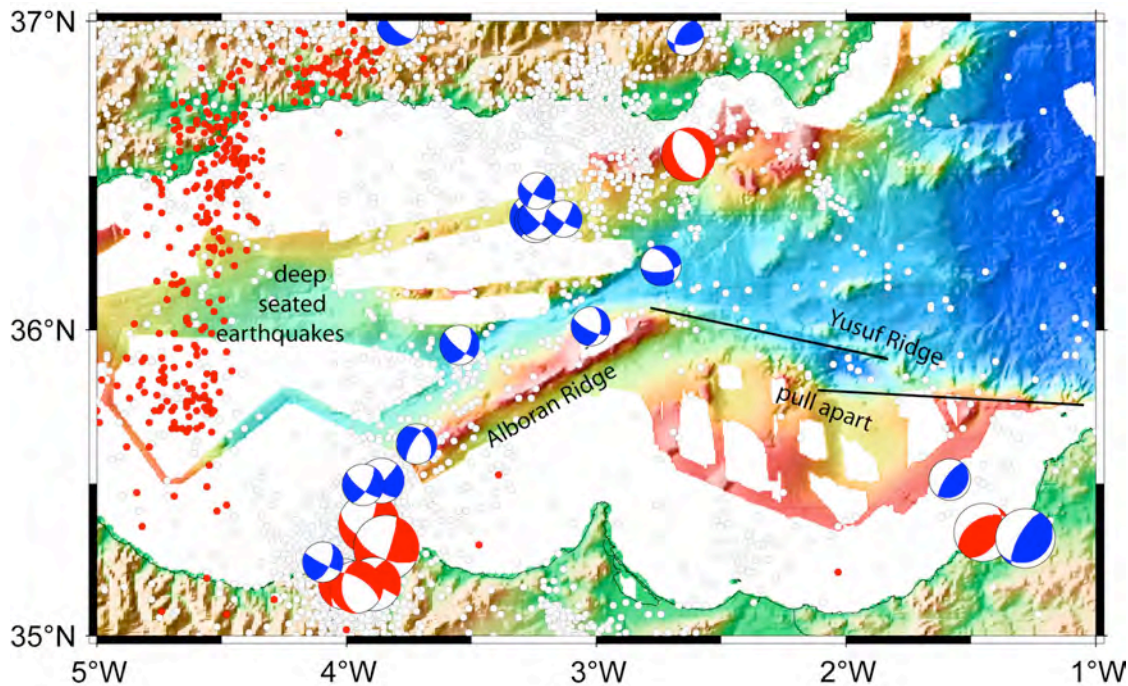 37°N
deep
seated
earthquakes
36°N
Yusuf Ridge
pull apart
Alboran Ridge
35°N
5°W 4°W 3°W 2°W 1°W